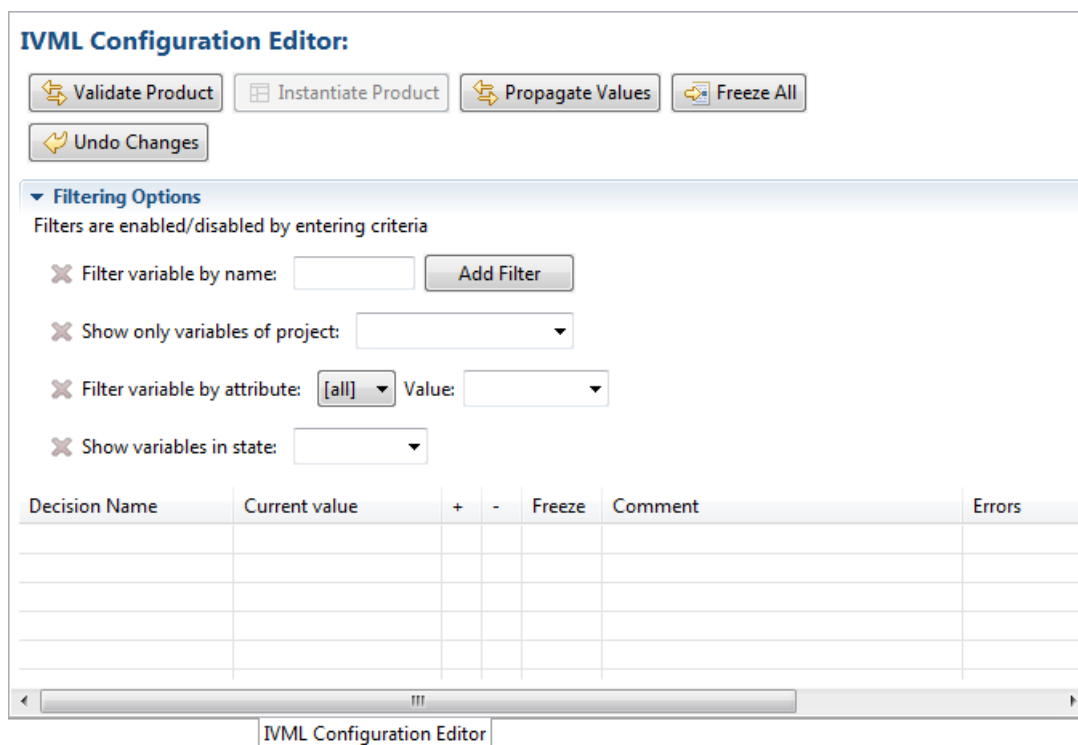 IVML Configuration Editor:
Validate Product Instantiate Product Propagate Values Freeze All
Undo Changes
Filtering Options
Filters are enabled/disabled by entering criteria
Filter variable by name: Add Filter
Show only variables of project:
Filter variable by attribute: [all] Value:
Show variables in state:
Decision Name Current value + - Freeze Comment Errors
IVML Configuration Editor